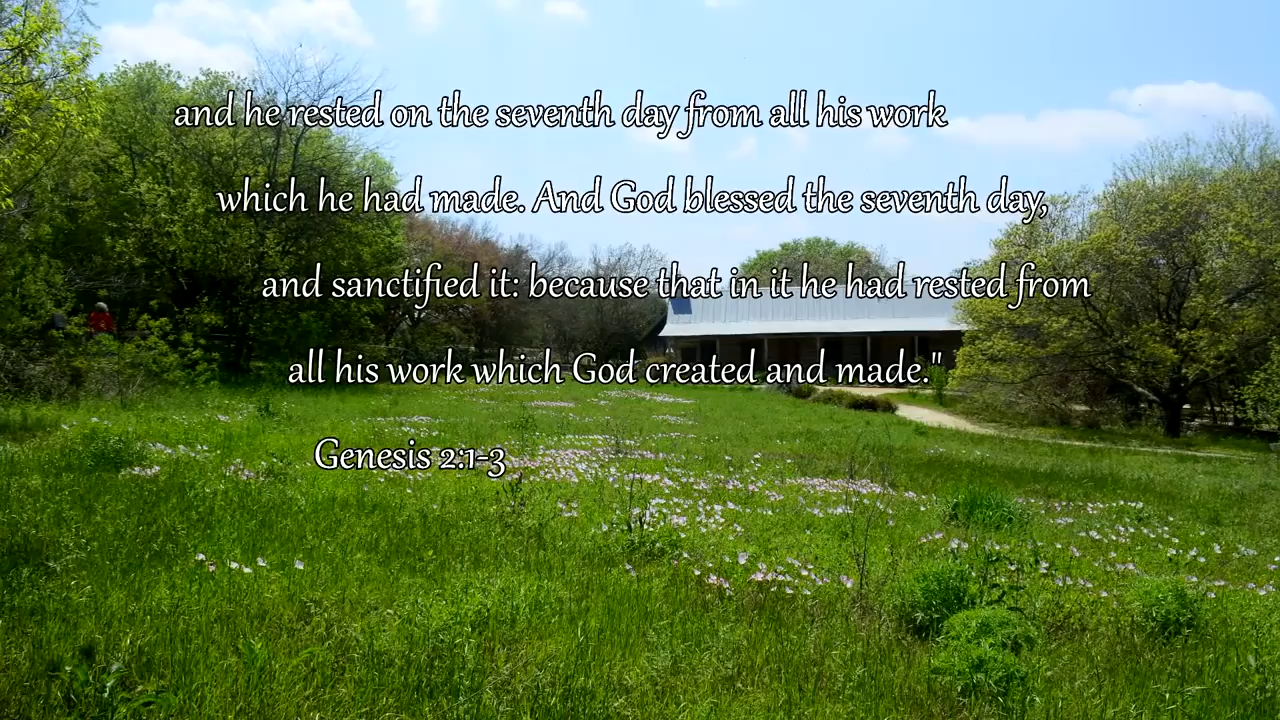 and he rested on the seventh day from all his work
which he had made. And God blessed the seventh day,
and sanctified it: because that in it he had rested from
all his work which God created and made."
Genesis 2:1-3